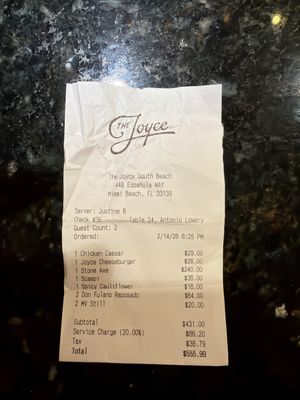 THE Joyce
The Joyce South Beach
448 Española WAY
Miami Beach, FL 33139
Server: Justine B
Check #36 Table 24, Antonio Lowery
Guest Count: 2
Ordered: 2/14/26 6:25 PM
1 Chicken Caesar $29.00
1 Joyce Cheeseburger $26.00
1 Stone Axe $240.00
1 Scampi $36.00
1 Spicy Cauliflower $16.00
2 Don Fulano Reposado $64.00
2 MV Still $20.00
Subtotal $431.00
Service Charge (20.00%) $86.20
Tax $38.79
Total $555.99